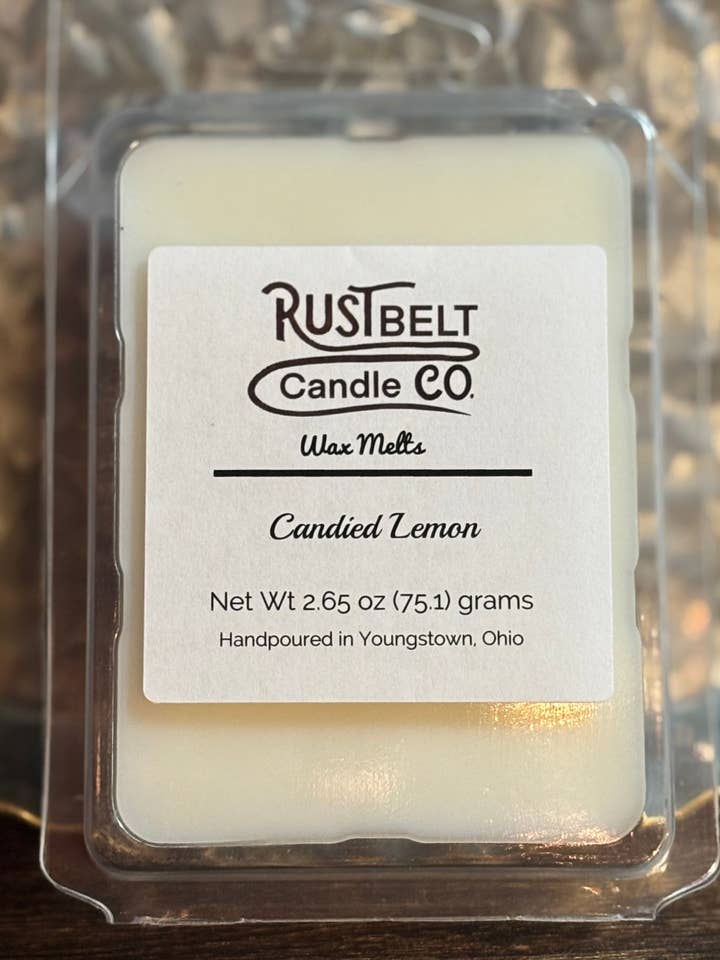 RUSTBELT
Candle CO.
Wax Melts
Candied Lemon
Net Wt 2.65 oz (75.1) grams
Handpoured in Youngstown, Ohio